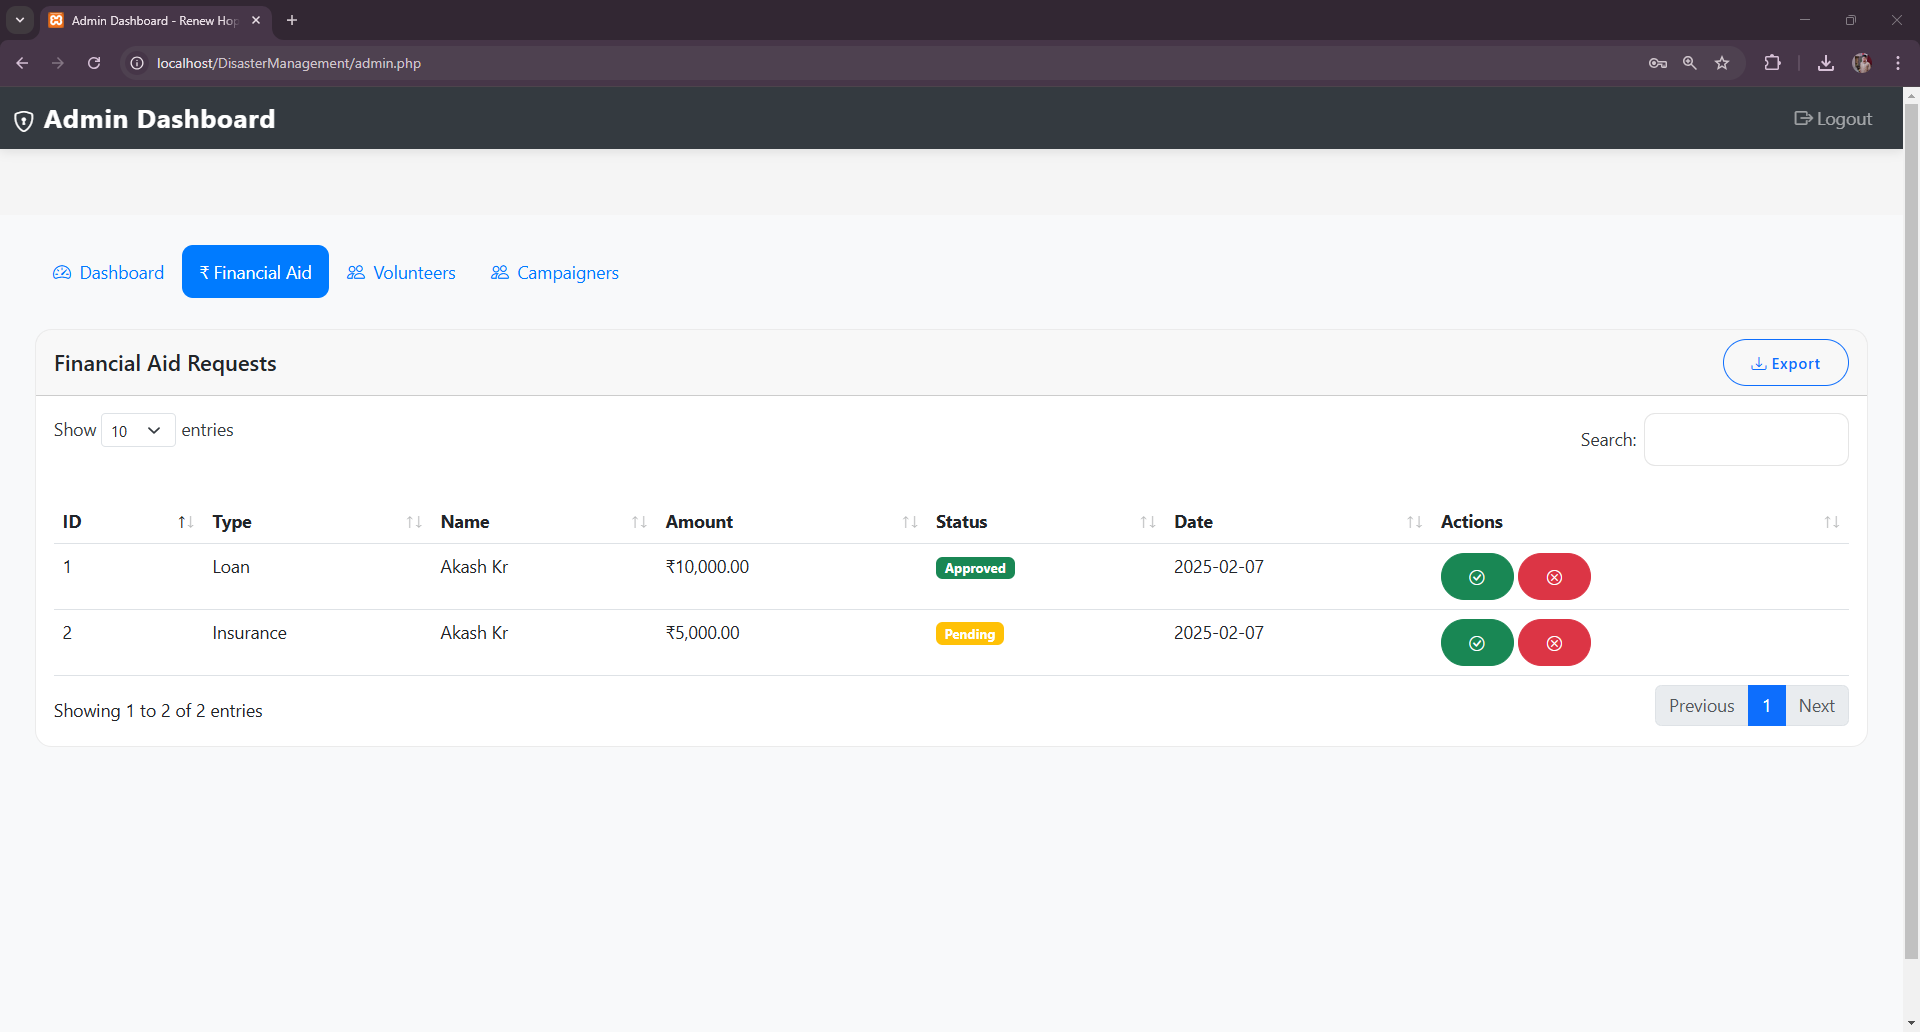 Admin Dashboard - Renew Hop
localhost/DisasterManagement/admin.php
Admin Dashboard
Logout
Dashboard
₹ Financial Aid
Volunteers
Campaigners
Financial Aid Requests
Export
Show 10 entries
Search:
ID Type Name Amount Status Date Actions
1 Loan Akash Kr ₹10,000.00 Approved 2025-02-07
2 Insurance Akash Kr ₹5,000.00 Pending 2025-02-07
Showing 1 to 2 of 2 entries
Previous 1 Next